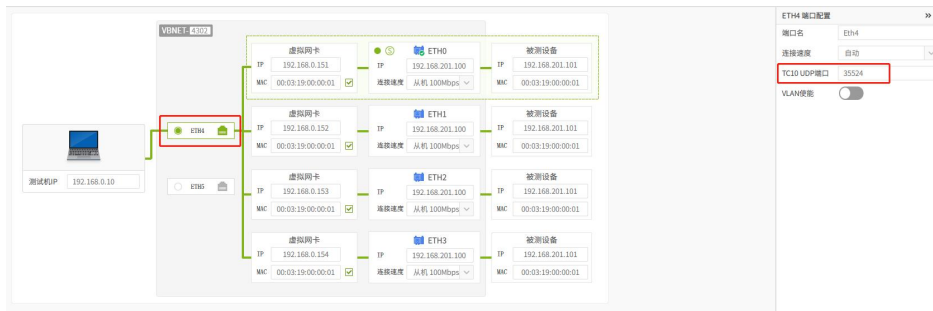 VBNET-4302
虚拟网卡
IP 192.168.0.151
MAC 00:03:19:00:00:01
ETH0
IP 192.168.201.100
连接速度 从机 100Mbps
被测设备
IP 192.168.201.101
MAC 00:03:19:00:00:01
虚拟网卡
IP 192.168.0.152
MAC 00:03:19:00:00:01
ETH1
IP 192.168.201.100
连接速度 从机 100Mbps
被测设备
IP 192.168.201.101
MAC 00:03:19:00:00:01
测试机IP 192.168.0.10
ETH4
ETH5
虚拟网卡
IP 192.168.0.153
MAC 00:03:19:00:00:01
ETH2
IP 192.168.201.100
连接速度 从机 100Mbps
被测设备
IP 192.168.201.101
MAC 00:03:19:00:00:01
虚拟网卡
IP 192.168.0.154
MAC 00:03:19:00:00:01
ETH3
IP 192.168.201.100
连接速度 从机 100Mbps
被测设备
IP 192.168.201.101
MAC 00:03:19:00:00:01
ETH4 端口配置 »
端口名 Eth4
连接速度 自动
TC10 UDP端口 35524
VLAN使能